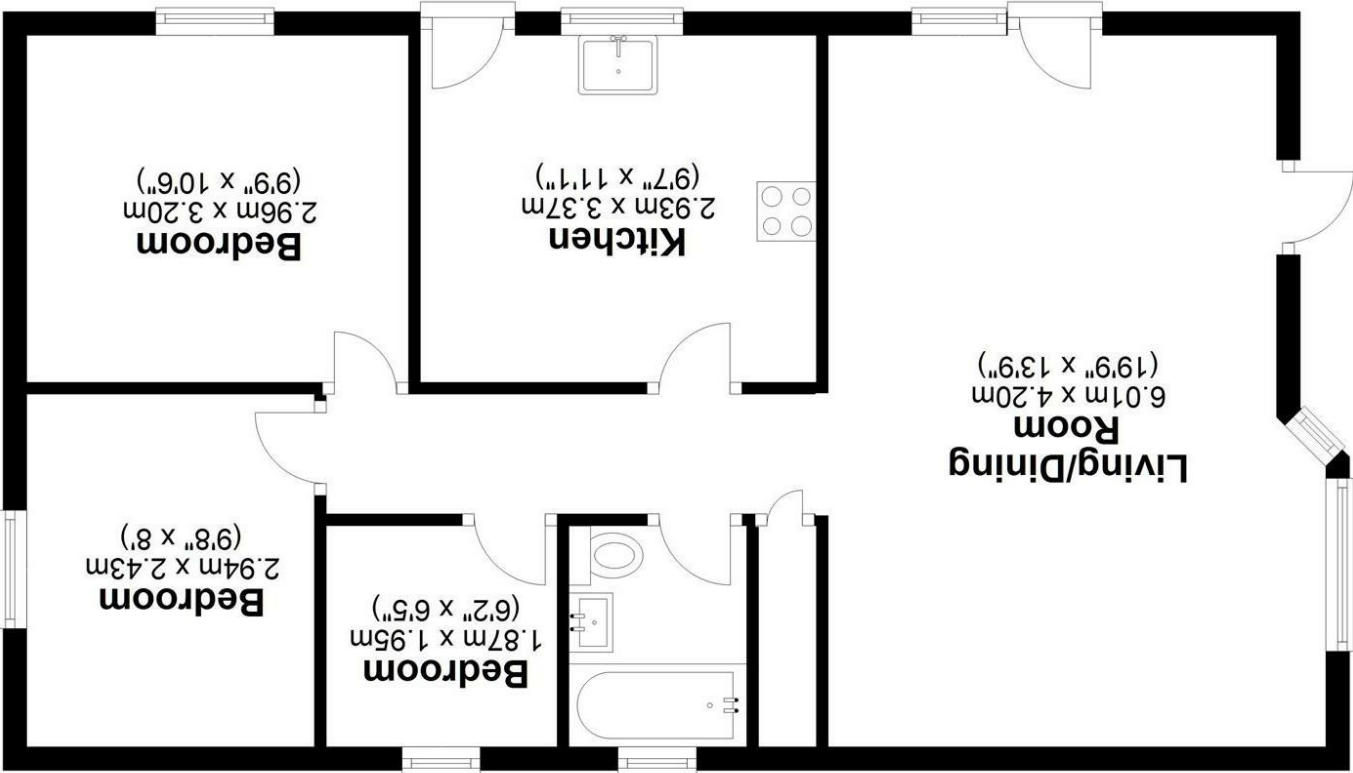 Bedroom
1.87m x 1.95m
(6'2" x 6'5")
Bedroom
2.94m x 2.43m
(9'8" x 8')
Living/Dining
Room
6.01m x 4.20m
(19'9" x 13'9")
Kitchen
2.93m x 3.37m
(9'7" x 11'1")
Bedroom
2.96m x 3.20m
(9'9" x 10'6")